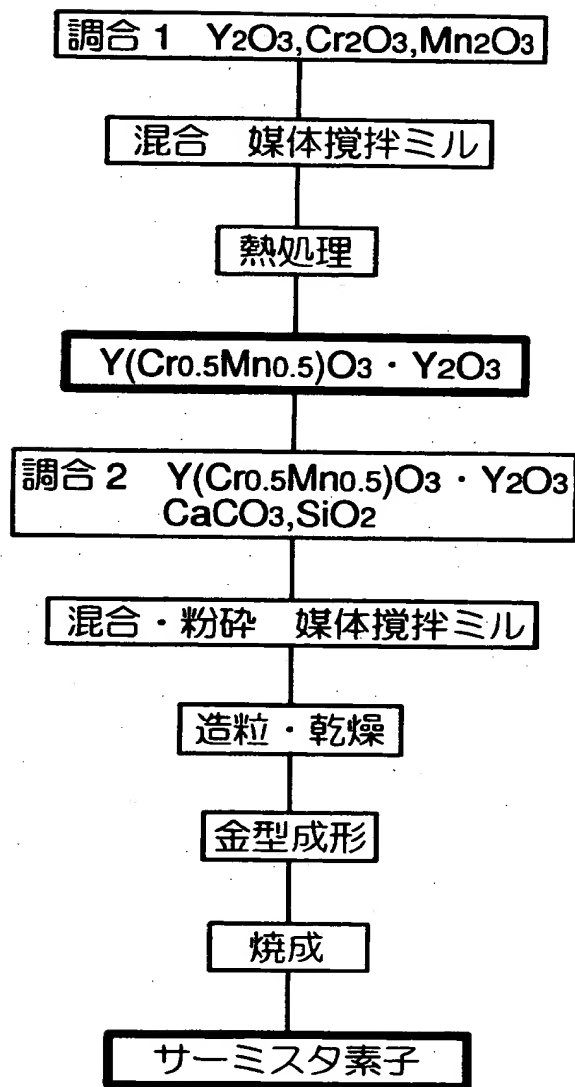 調合1 Y2O3,Cr2O3,Mn2O3
混合 媒体撹拌ミル
熱処理
Y(Cr0.5Mn0.5)O3・Y2O3
調合2 Y(Cr0.5Mn0.5)O3・Y2O3
CaCO3,SiO2
混合・粉砕 媒体撹拌ミル
造粒・乾燥
金型成形
焼成
サーミスタ素子